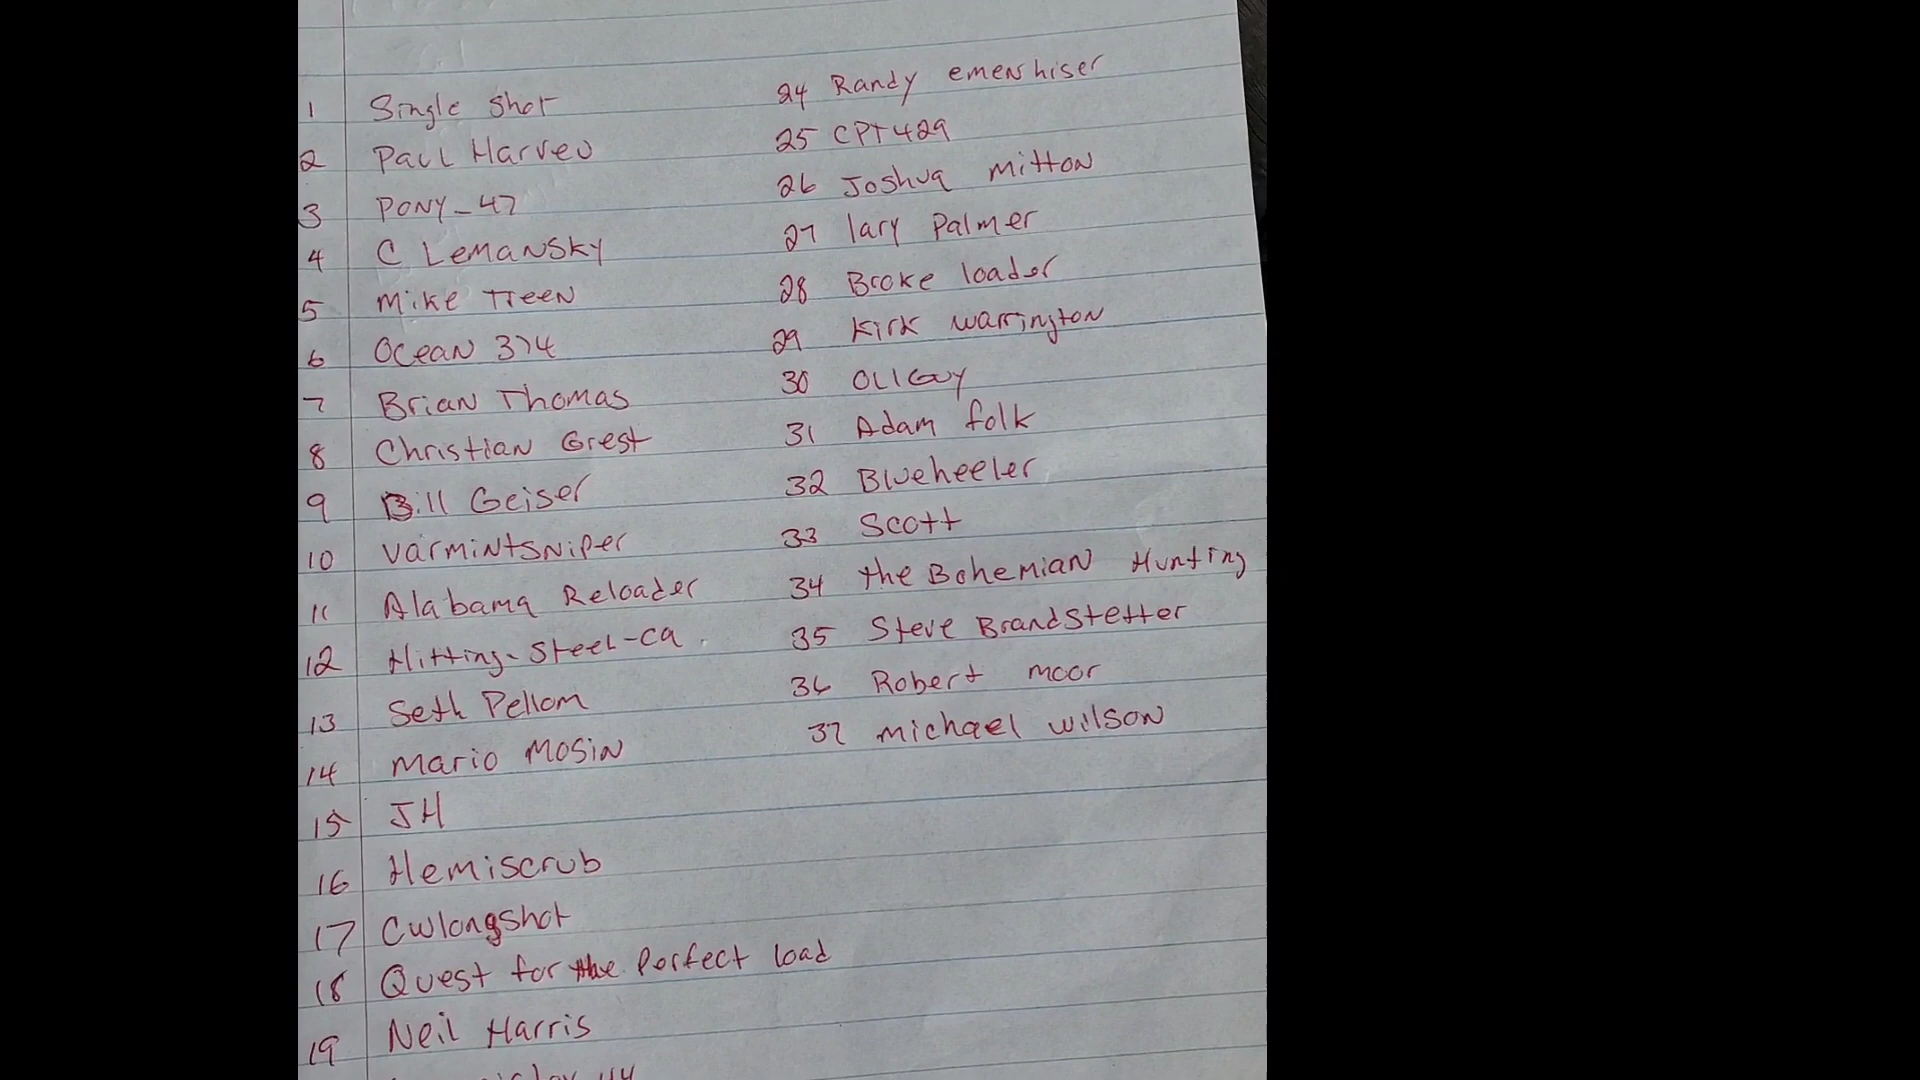 1 Single Shot
2 Paul Harveo
3 PONY_47
4 C LemanSky
5 Mike Treen
6 Ocean 374
7 Brian Thomas
8 Christian Grest
9 Bill Geiser
10 Varmintsniper
11 Alabama Reloader
12 Hitting-Steel-ca
13 Seth Pellom
14 Mario Mosin
15 JH
16 Hemiscrub
17 Cwlongshot
18 Quest for the Perfect load
19 Neil Harris
24 Randy emenhiser
25 CPT429
26 Joshua mitton
27 lary Palmer
28 Broke loader
29 Kirk warrington
30 OLIGuy
31 Adam folk
32 Blueheeler
33 Scott
34 the Bohemian Hunting
35 Steve Brandstetter
36 Robert moor
37 michael wilson